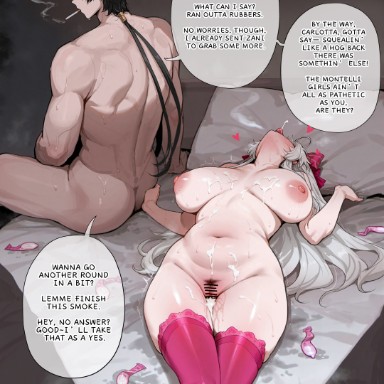 WHAT CAN I SAY?
RAN OUTTA RUBBERS.
NO WORRIES, THOUGH,
I ALREADY SENT ZANI
TO GRAB SOME MORE.
BY THE WAY,
CARLOTTA, GOTTA
SAY— SQUEALIN'
LIKE A HOG BACK
THERE WAS
SOMETHIN' ELSE!
THE MONTELLI
GIRLS AIN'T
ALL AS PATHETIC
AS YOU,
ARE THEY?
WANNA GO
ANOTHER ROUND
IN A BIT?
LEMME FINISH
THIS SMOKE.
HEY, NO ANSWER?
GOOD~I'LL TAKE
THAT AS A YES.